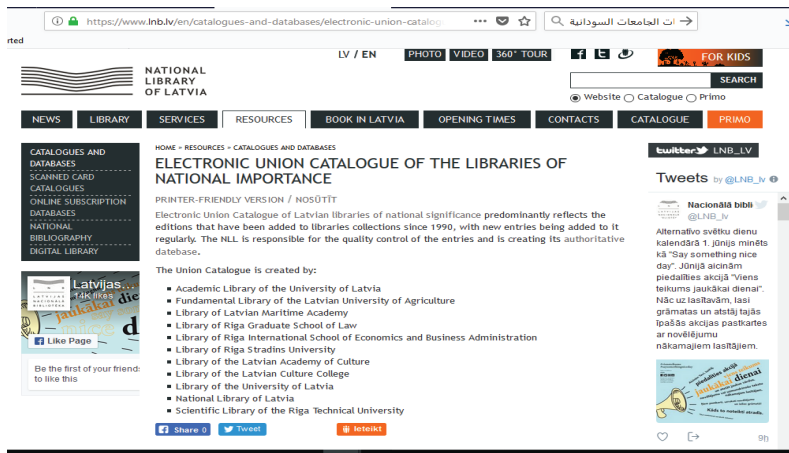 https://www.lnb.lv/en/catalogues-and-databases/electronic-union-catalog
ات الجامعات السودانية
rted
LV / EN
PHOTO VIDEO 360° TOUR
FOR KIDS
NATIONAL
LIBRARY
OF LATVIA
SEARCH
Website Catalogue Primo
NEWS LIBRARY SERVICES RESOURCES BOOK IN LATVIA OPENING TIMES CONTACTS CATALOGUE PRIMO
CATALOGUES AND
DATABASES
SCANNED CARD
CATALOGUES
ONLINE SUBSCRIPTION
DATABASES
NATIONAL
BIBLIOGRAPHY
DIGITAL LIBRARY
Latvijas...
14K likes
LATVIJAS
NACIONĀLĀ
BIBLIOTĒKA
Like Page
Be the first of your friends
to like this
HOME » RESOURCES » CATALOGUES AND DATABASES
ELECTRONIC UNION CATALOGUE OF THE LIBRARIES OF
NATIONAL IMPORTANCE
PRINTER-FRIENDLY VERSION / NOSŪTĪT
Electronic Union Catalogue of Latvian libraries of national significance predominantly reflects the
editions that have been added to libraries collections since 1990, with new entries being added to it
regularly. The NLL is responsible for the quality control of the entries and is creating its authoritative
datebase.
The Union Catalogue is created by:
Academic Library of the University of Latvia
Fundamental Library of the Latvian University of Agriculture
Library of Latvian Maritime Academy
Library of Riga Graduate School of Law
Library of Riga International School of Economics and Business Administration
Library of Riga Stradins University
Library of the Latvian Academy of Culture
Library of the Latvian Culture College
Library of the University of Latvia
National Library of Latvia
Scientific Library of the Riga Technical University
Share 0 Tweet Ieteikt
twitter LNB_LV
Tweets by @LNB_lv
Nacionālā bibli
@LNB_lv
Alternatīvo svētku dienu
kalendārā 1. jūnijs minēts
kā "Say something nice
day". Jūnijā aicinām
piedalīties akcijā "Viens
teikums jaukākai dienai".
Nāc uz lasītavām, lasi
grāmatas un atstāj tajās
īpašās akcijas pastkartes
ar novēlējumu
nākamajiem lasītājiem.
piedalīties akcijā
jaukākai dienai
Kāds to noteikti atradīs.
9h